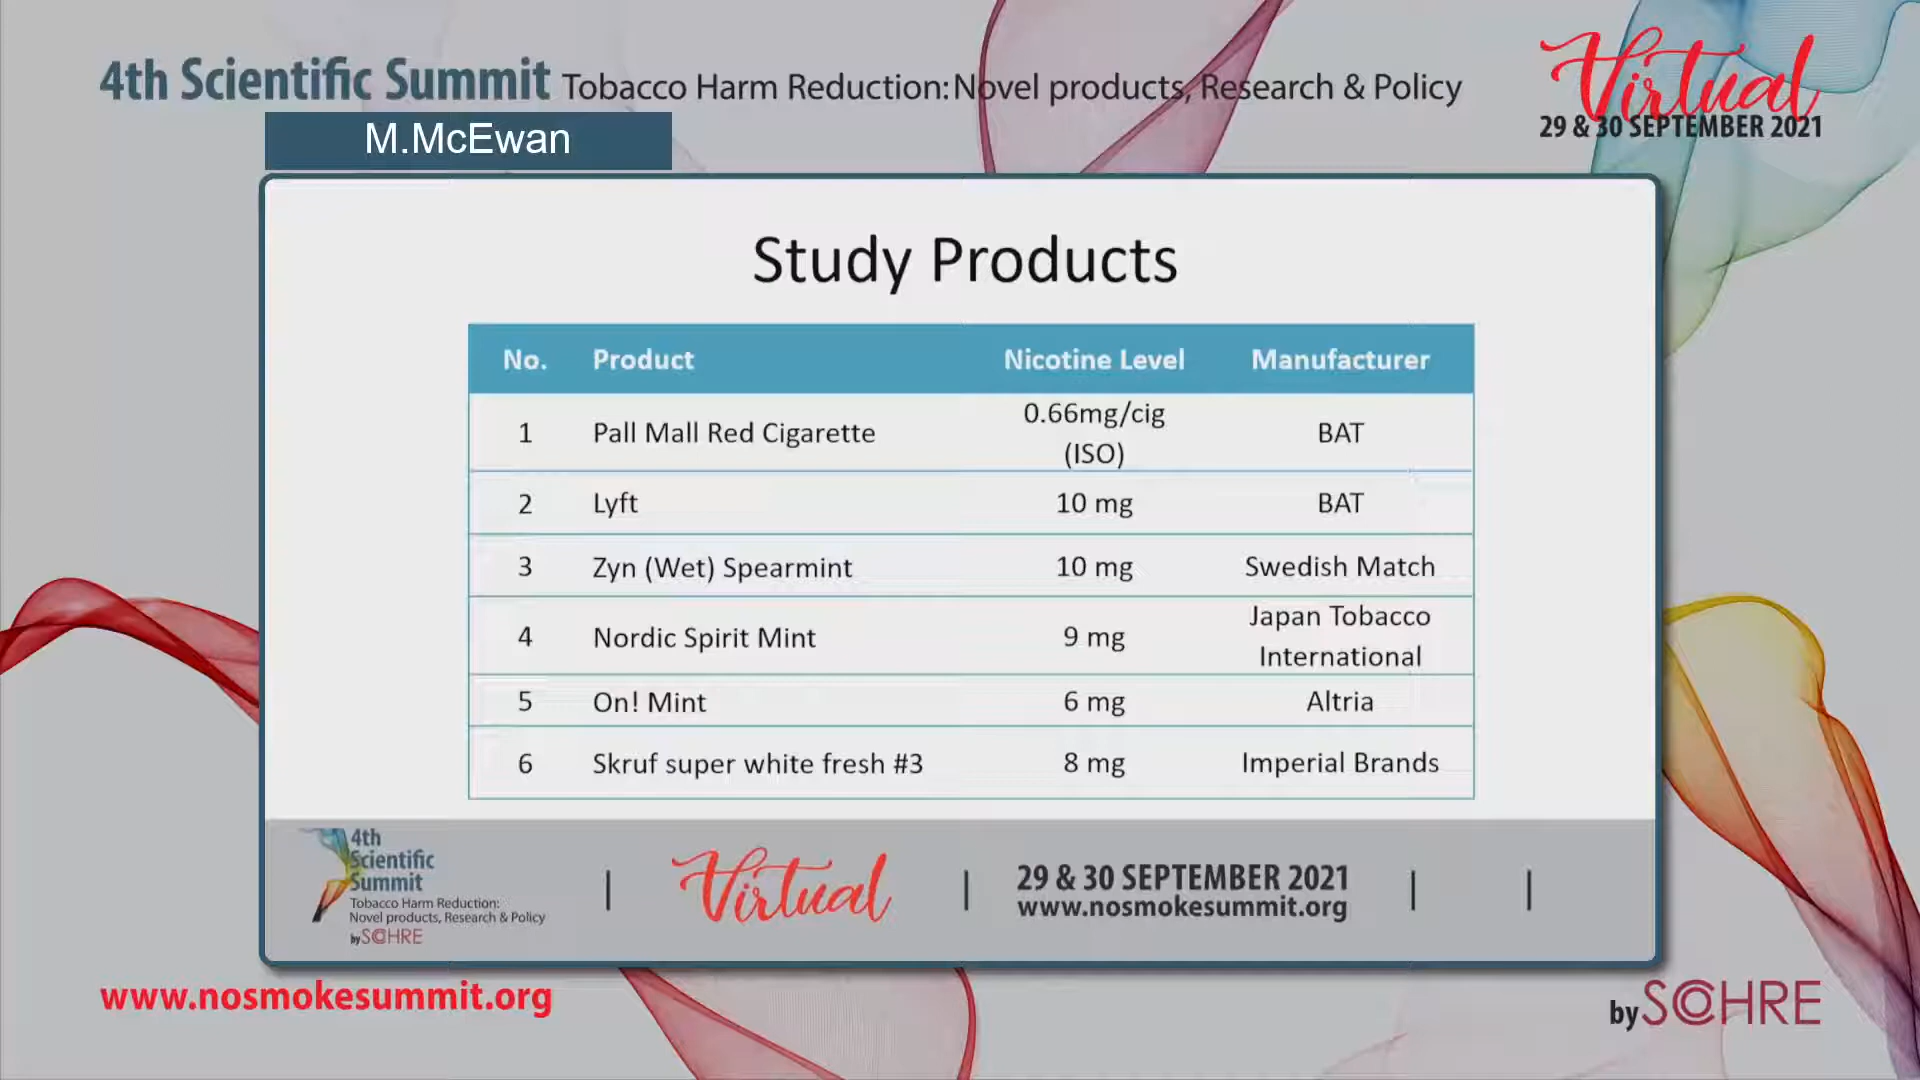 4th Scientific Summit Tobacco Harm Reduction: Novel products, Research & Policy
Virtual
29 & 30 SEPTEMBER 2021
M.McEwan
Study Products
No. Product Nicotine Level Manufacturer
1 Pall Mall Red Cigarette 0.66mg/cig (ISO) BAT
2 Lyft 10 mg BAT
3 Zyn (Wet) Spearmint 10 mg Swedish Match
4 Nordic Spirit Mint 9 mg Japan Tobacco International
5 On! Mint 6 mg Altria
6 Skruf super white fresh #3 8 mg Imperial Brands
4th
Scientific
Summit
Tobacco Harm Reduction:
Novel products, Research & Policy
by SCOHRE
Virtual
29 & 30 SEPTEMBER 2021
www.nosmokesummit.org
www.nosmokesummit.org
by SCOHRE